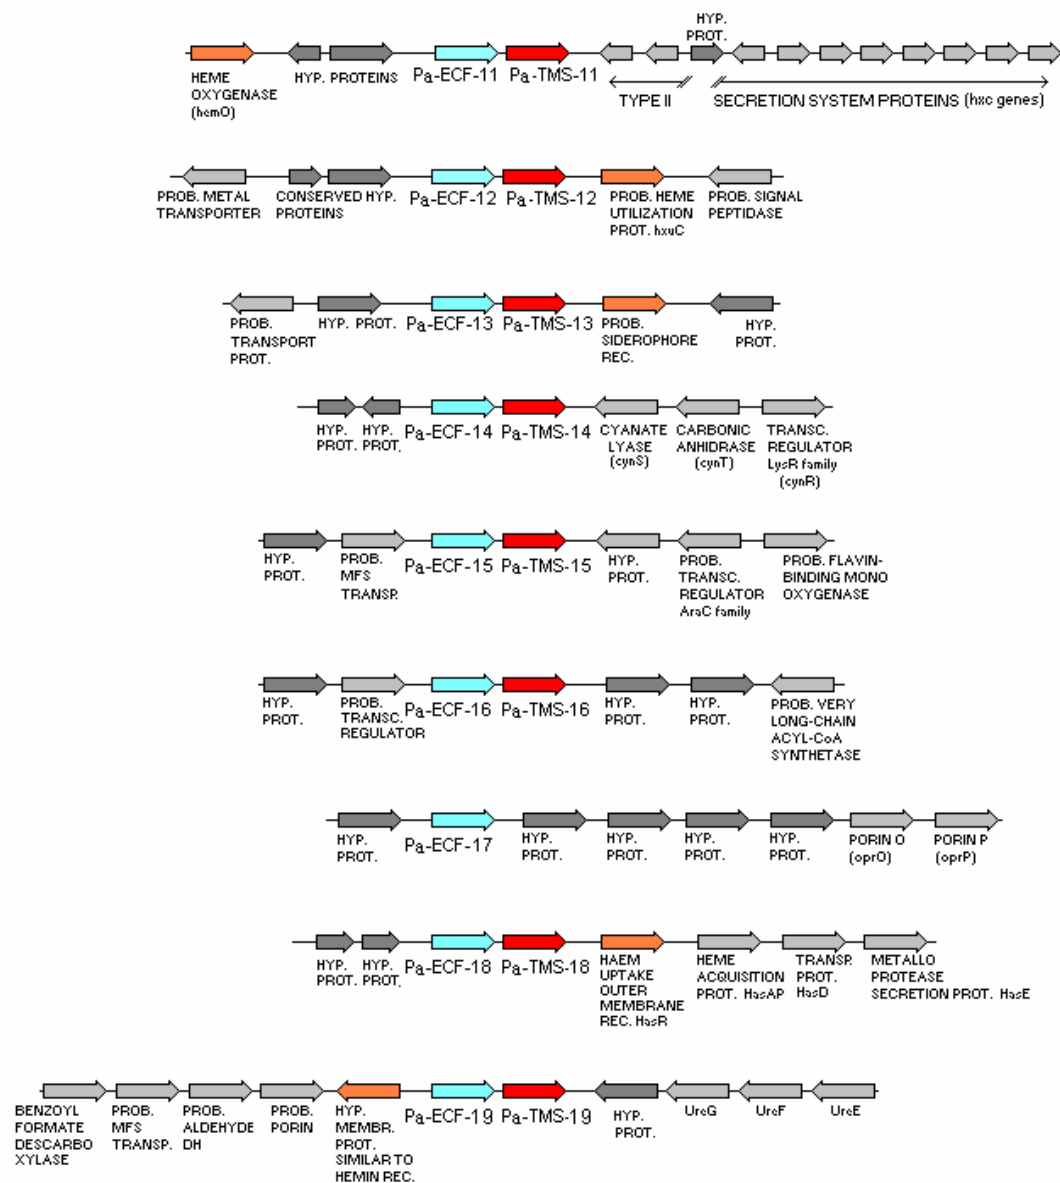 HYP.
PROT.
HEME
OXYGENASE
(hemO)
HYP. PROTEINS
Pa-ECF-11
Pa-TMS-11
TYPE II
SECRETION SYSTEM PROTEINS (hxc genes)
PROB. METAL
TRANSPORTER
CONSERVED HYP.
PROTEINS
Pa-ECF-12
Pa-TMS-12
PROB. HEME
UTILIZATION
PROT. hxuC
PROB. SIGNAL
PEPTIDASE
PROB.
TRANSPORT
PROT.
HYP. PROT.
Pa-ECF-13
Pa-TMS-13
PROB.
SIDEROPHORE
REC.
HYP.
PROT.
HYP.
PROT.
HYP.
PROT.
Pa-ECF-14
Pa-TMS-14
CYANATE
LYASE
(cynS)
CARBONIC
ANHIDRASE
(cynT)
TRANSC.
REGULATOR
LysR family
(cynR)
HYP.
PROT.
PROB.
MFS
TRANSP.
Pa-ECF-15
Pa-TMS-15
HYP.
PROT.
PROB.
TRANSC.
REGULATOR
AraC family
PROB. FLAVIN-
BINDING MONO
OXYGENASE
HYP.
PROT.
PROB.
TRANSC.
REGULATOR
Pa-ECF-16
Pa-TMS-16
HYP.
PROT.
HYP.
PROT.
PROB. VERY
LONG-CHAIN
ACYL-CoA
SYNTHETASE
HYP.
PROT.
Pa-ECF-17
HYP.
PROT.
HYP.
PROT.
HYP.
PROT.
HYP.
PROT.
PORIN O
(oprO)
PORIN P
(oprP)
HYP.
PROT.
HYP.
PROT.
Pa-ECF-18
Pa-TMS-18
HAEM
UPTAKE
OUTER
MEMBRANE
REC. HasR
HEME
ACQUISITION
PROT. HasAP
TRANSP.
PROT.
HasD
METALLO
PROTEASE
SECRETION PROT. HasE
BENZOYL
FORMATE
DESCARBO
XYLASE
PROB.
MFS
TRANSP.
PROB.
ALDEHYDE
DH
PROB.
PORIN
HYP.
MEMBR.
PROT.
SIMILAR TO
HEMIN REC.
Pa-ECF-19
Pa-TMS-19
HYP.
PROT.
UreG
UreF
UreE